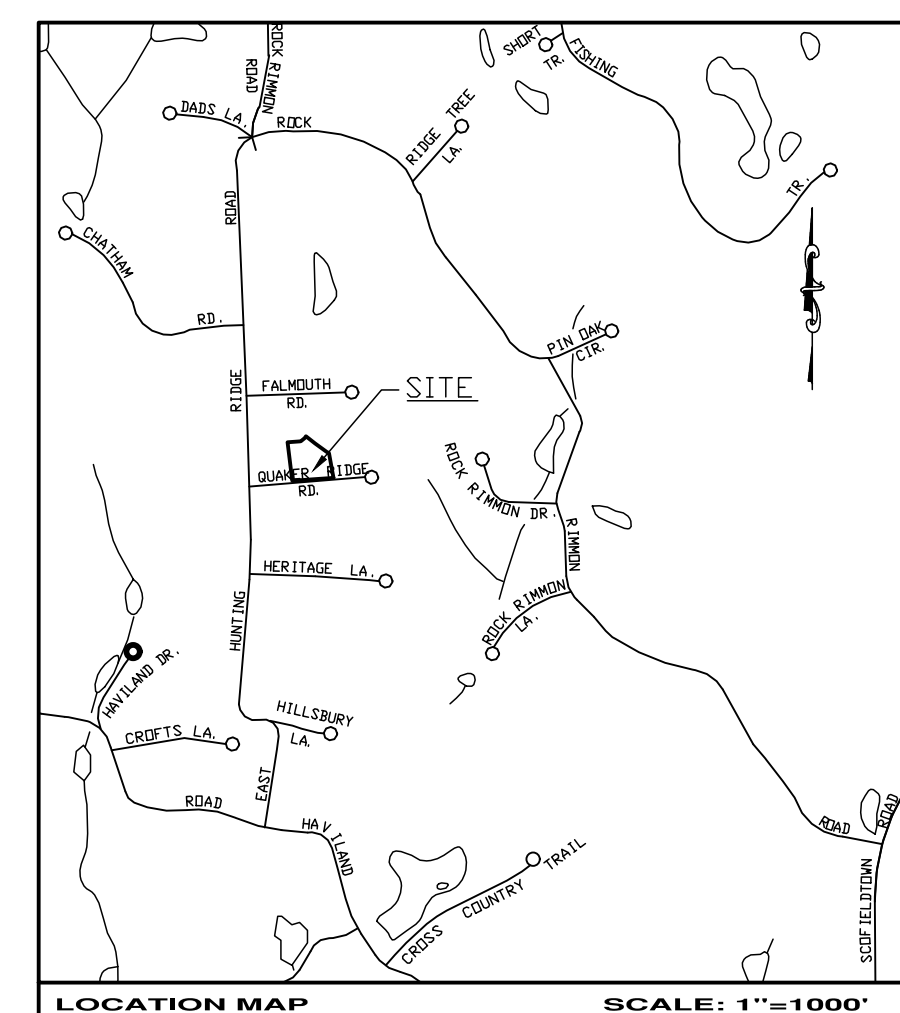 ROCK RIMMON
ROAD
SHORT
TR.
FISHING
TR.
DADS LA.
ROCK
RIDGE TREE
LA.
ROAD
CHATHAM
RD.
PIN OAK
CIR.
RIDGE
FALMOUTH
RD.
SITE
QUAKER RIDGE
RD.
ROCK RIMMON DR.
RIMMON
HERITAGE LA.
HUNTING
ROCK RIMMON
LA.
HAVILAND DR.
HILLSBURY
LA.
CROFTS LA.
EAST
ROAD
HAVILAND
ROAD
ROAD
CROSS COUNTRY TRAIL
SCOFIELDTOWN
LOCATION MAP
SCALE: 1"=1000'